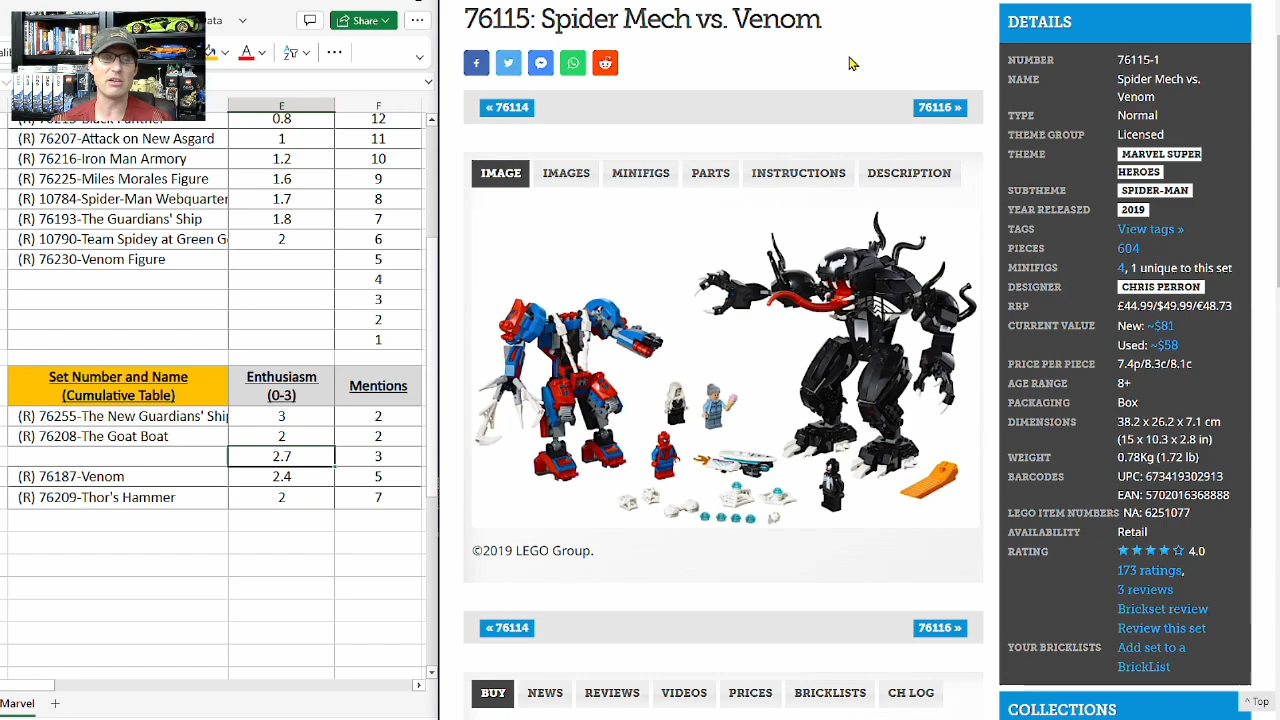 Data
Share
A
E
F
0.8
12
(R) 76207-Attack on New Asgard
1
11
(R) 76216-Iron Man Armory
1.2
10
(R) 76225-Miles Morales Figure
1.6
9
(R) 10784-Spider-Man Webquarter
1.7
8
(R) 76193-The Guardians' Ship
1.8
7
(R) 10790-Team Spidey at Green G
2
6
(R) 76230-Venom Figure
5
4
3
2
1
Set Number and Name
(Cumulative Table)
Enthusiasm
(0-3)
Mentions
(R) 76255-The New Guardians' Ship
3
2
(R) 76208-The Goat Boat
2
2
2.7
3
(R) 76187-Venom
2.4
5
(R) 76209-Thor's Hammer
2
7
Marvel
76115: Spider Mech vs. Venom
« 76114
76116 »
IMAGE
IMAGES
MINIFIGS
PARTS
INSTRUCTIONS
DESCRIPTION
©2019 LEGO Group.
« 76114
76116 »
BUY
NEWS
REVIEWS
VIDEOS
PRICES
BRICKLISTS
CH LOG
DETAILS
NUMBER 76115-1
NAME Spider Mech vs.
Venom
TYPE Normal
THEME GROUP Licensed
THEME MARVEL SUPER
HEROES
SUBTHEME SPIDER-MAN
YEAR RELEASED 2019
TAGS View tags »
PIECES 604
MINIFIGS 4, 1 unique to this set
DESIGNER CHRIS PERRON
RRP £44.99/$49.99/€48.73
CURRENT VALUE New: ~$81
Used: ~$58
PRICE PER PIECE 7.4p/8.3c/8.1c
AGE RANGE 8+
PACKAGING Box
DIMENSIONS 38.2 x 26.2 x 7.1 cm
(15 x 10.3 x 2.8 in)
WEIGHT 0.78Kg (1.72 lb)
BARCODES UPC: 673419302913
EAN: 5702016368888
LEGO ITEM NUMBERS NA: 6251077
AVAILABILITY Retail
RATING 4.0
173 ratings,
3 reviews
Brickset review
Review this set
YOUR BRICKLISTS Add set to a
BrickList
COLLECTIONS
^ Top